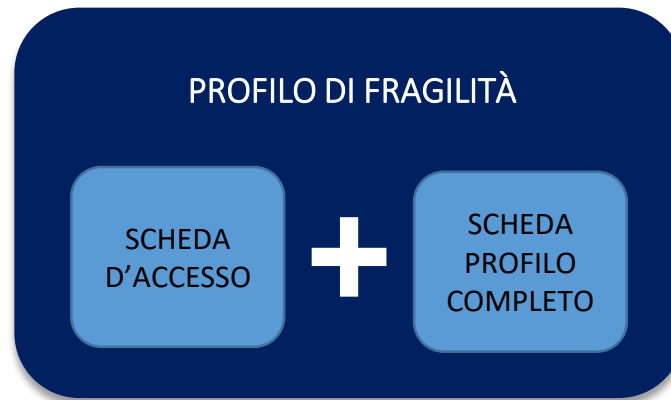 PROFILO DI FRAGILITÀ
SCHEDA
D'ACCESSO
SCHEDA
PROFILO
COMPLETO